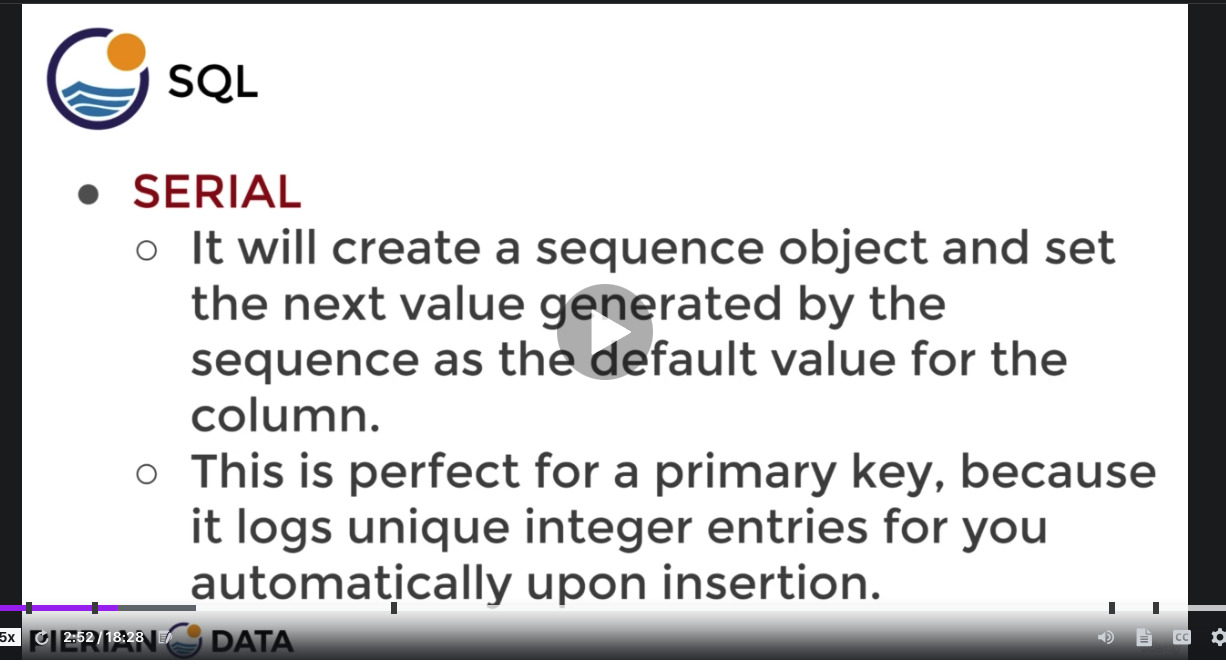 SQL
● SERIAL
○ It will create a sequence object and set
the next value generated by the
sequence as the default value for the
column.
○ This is perfect for a primary key, because
it logs unique integer entries for you
automatically upon insertion.
5x 2:52 / 18:28 CC
PIERIAN DATA